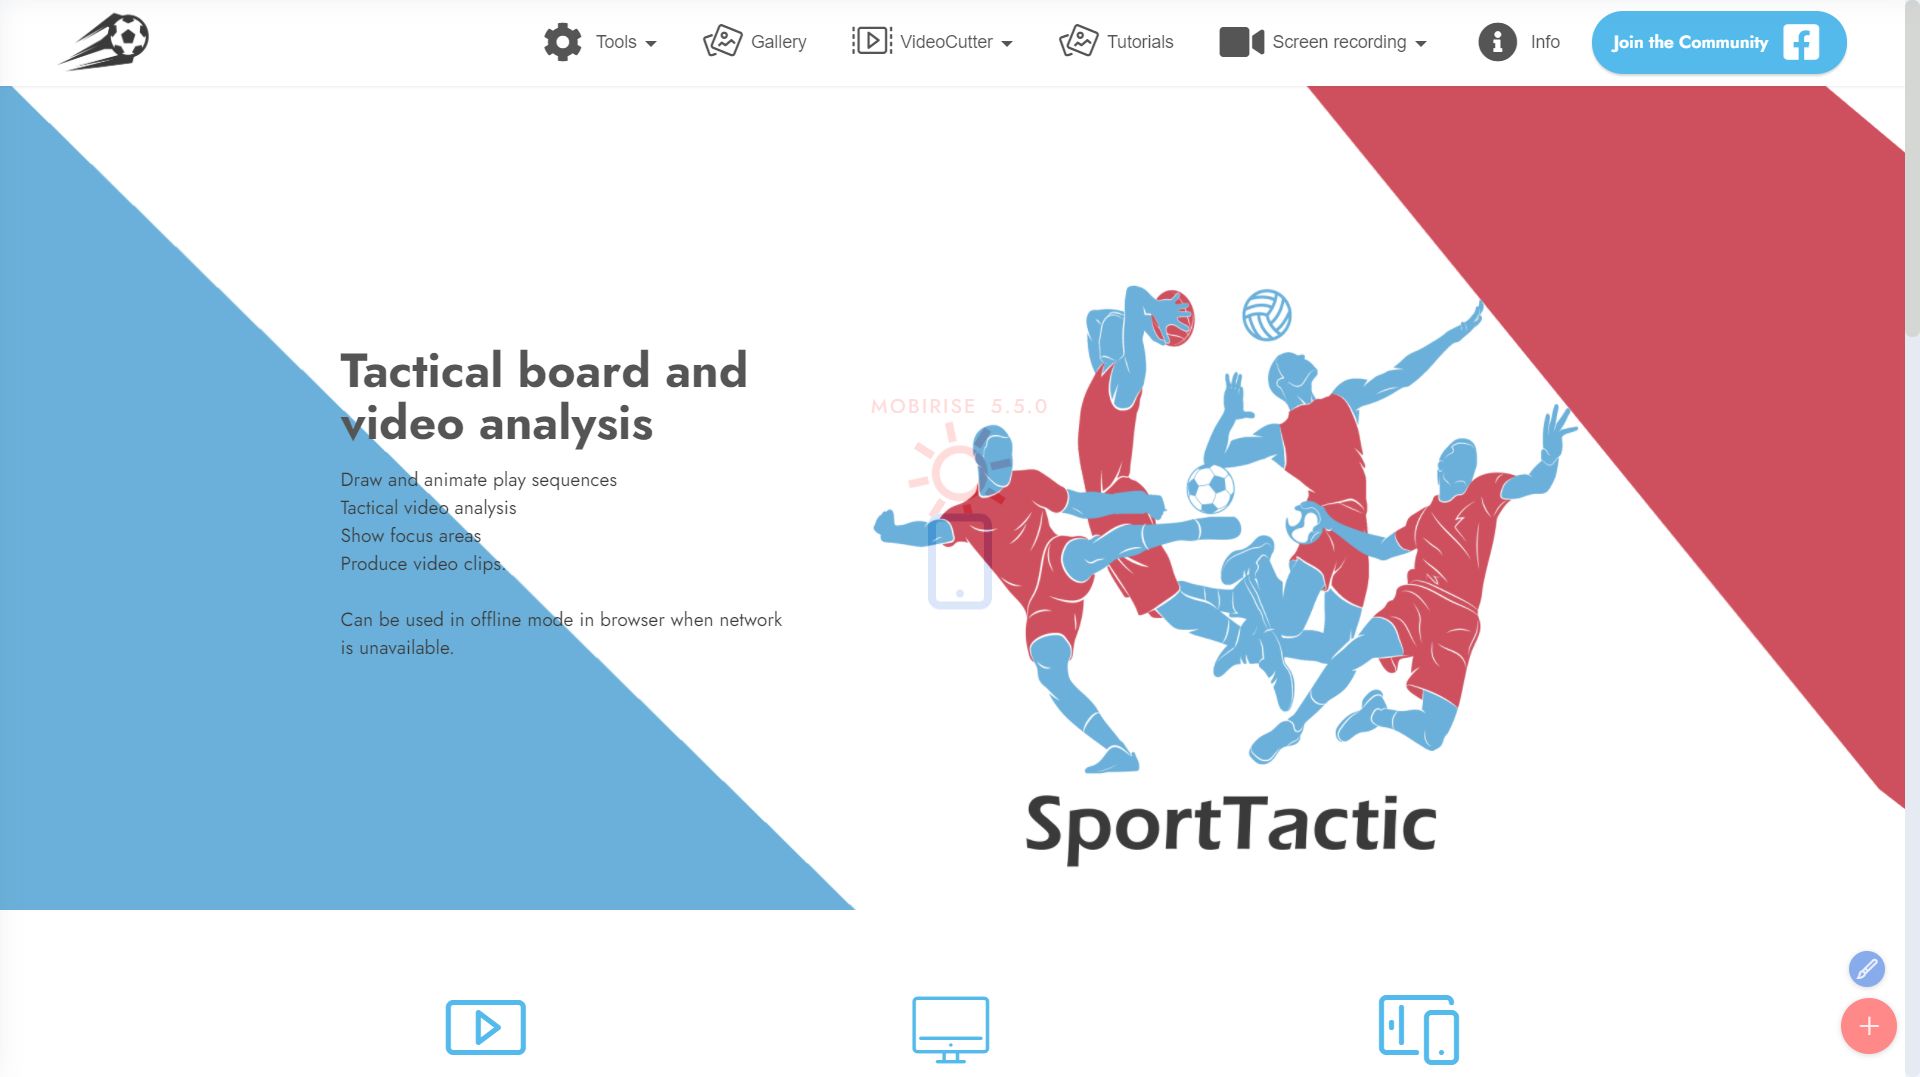 Tools
Gallery
VideoCutter
Tutorials
Screen recording
Info
Join the Community
Tactical board and
video analysis
Draw and animate play sequences
Tactical video analysis
Show focus areas
Produce video clips.
Can be used in offline mode in browser when network
is unavailable.
MOBIRISE 5.5.0
SportTactic